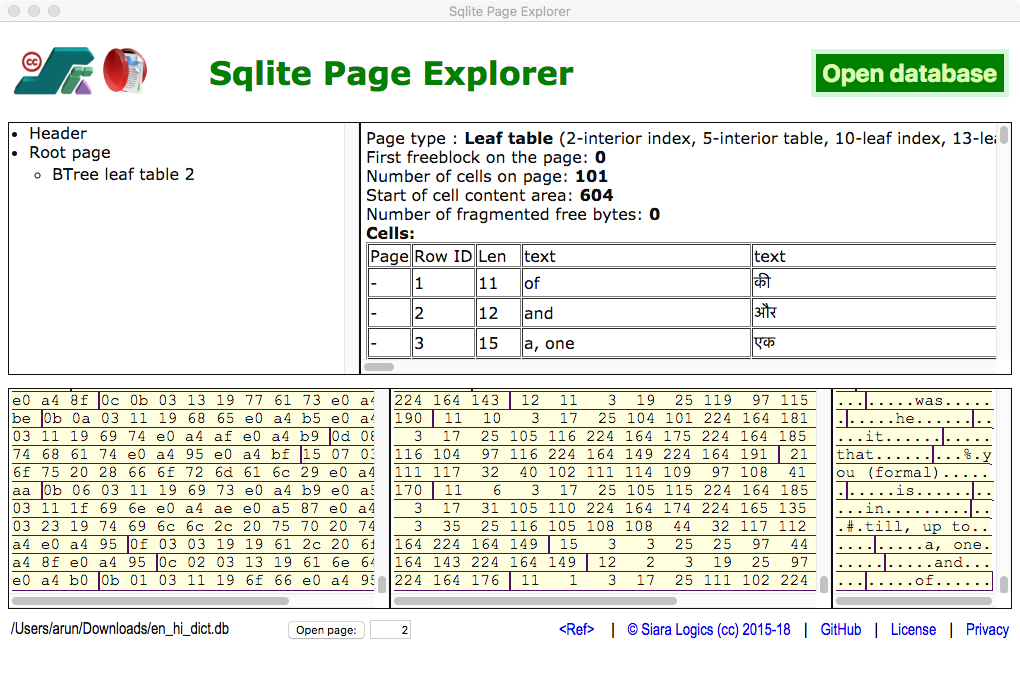 Sqlite Page Explorer
cc
Sqlite Page Explorer
Open database
Header
Root page
BTree leaf table 2
Page type : Leaf table (2-interior index, 5-interior table, 10-leaf index, 13-lea
First freeblock on the page: 0
Number of cells on page: 101
Start of cell content area: 604
Number of fragmented free bytes: 0
Cells:
Page Row ID Len text text
- 1 11 of की
- 2 12 and और
- 3 15 a, one एक
e0 a4 8f 0c 0b 03 13 19 77 61 73 e0 a4
be 0b 0a 03 11 19 68 65 e0 a4 b5 e0 a4
03 11 19 69 74 e0 a4 af e0 a4 b9 0d 08
74 68 61 74 e0 a4 95 e0 a4 bf 15 07 03
6f 75 20 28 66 6f 72 6d 61 6c 29 e0 a4
aa 0b 06 03 11 19 69 73 e0 a4 b9 e0 a5
03 11 1f 69 6e e0 a4 ae e0 a5 87 e0 a4
03 23 19 74 69 6c 6c 2c 20 75 70 20 74
a4 e0 a4 95 0f 03 03 19 19 61 2c 20 6f
a4 8f e0 a4 95 0c 02 03 13 19 61 6e 64
e0 a4 b0 0b 01 03 11 19 6f 66 e0 a4 95
224 164 143 12 11 3 19 25 119 97 115
190 11 10 3 17 25 104 101 224 164 181
3 17 25 105 116 224 164 175 224 164 185
116 104 97 116 224 164 149 224 164 191 21
111 117 32 40 102 111 114 109 97 108 41
170 11 6 3 17 25 105 115 224 164 185
3 17 31 105 110 224 164 174 224 165 135
3 35 25 116 105 108 108 44 32 117 112
164 224 164 149 15 3 3 25 25 97 44
164 143 224 164 149 12 2 3 19 25 97
224 164 176 11 1 3 17 25 111 102 224
........was.....
......he........
...it...........
that.........%.y
ou (formal).....
......is........
...in...........
.#.till, up to..
.........a, one.
..........and...
........of......
/Users/arun/Downloads/en_hi_dict.db
Open page: 2
<Ref> | © Siara Logics (cc) 2015-18 | GitHub | License | Privacy